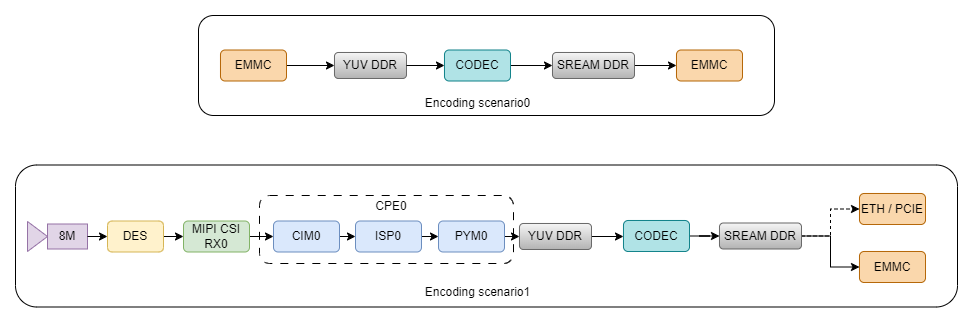 EMMC
YUV DDR
CODEC
SREAM DDR
EMMC
Encoding scenario0
CPE0
8M
DES
MIPI CSI
RX0
CIM0
ISP0
PYM0
YUV DDR
CODEC
SREAM DDR
ETH / PCIE
EMMC
Encoding scenario1